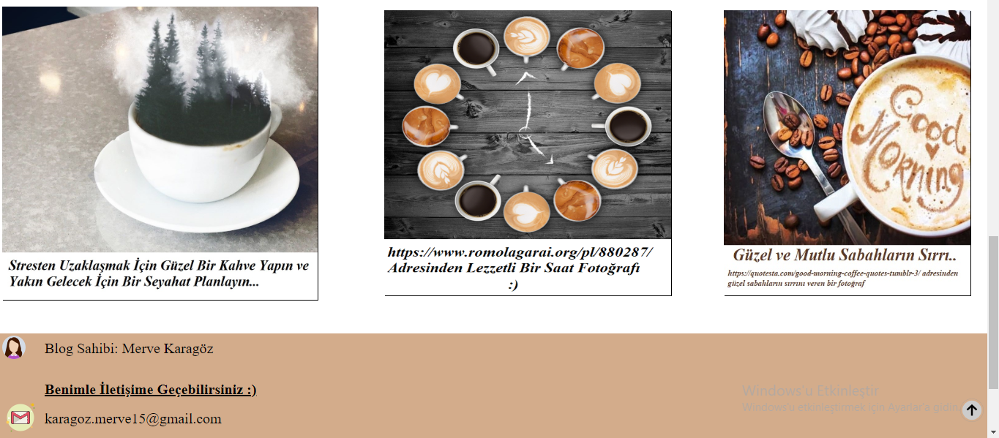 Good
Morning
Stresten Uzaklaşmak İçin Güzel Bir Kahve Yapın ve
Yakın Gelecek İçin Bir Seyahat Planlayın...
https://www.romolagarai.org/pl/880287/
Adresinden Lezzetli Bir Saat Fotoğrafı
:)
Güzel ve Mutlu Sabahların Sırrı..
https://quotesta.com/good-morning-coffee-quotes-tumblr-3/ adresinden
güzel sabahların sırrını veren bir fotoğraf
Blog Sahibi: Merve Karagöz
Benimle İletişime Geçebilirsiniz :)
karagoz.merve15@gmail.com
Windows'u Etkinleştir
Windows'u etkinleştirmek için Ayarlar'a gidin.